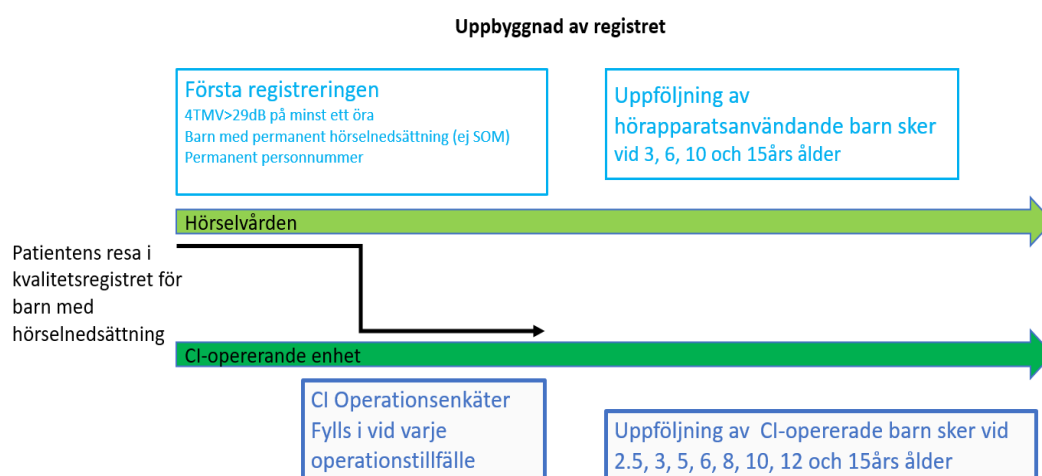 Uppbyggnad av registret
Första registreringen
4TMV>29dB på minst ett öra
Barn med permanent hörselnedsättning (ej SOM)
Permanent personnummer
Uppföljning av
hörapparatsanvändande barn sker
vid 3, 6, 10 och 15års ålder
Hörselvården
Patientens resa i
kvalitetsregistret för
barn med
hörselnedsättning
CI-opererande enhet
CI Operationsenkäter
Fylls i vid varje
operationstillfälle
Uppföljning av  CI-opererade barn sker vid
2.5, 3, 5, 6, 8, 10, 12 och 15års ålder